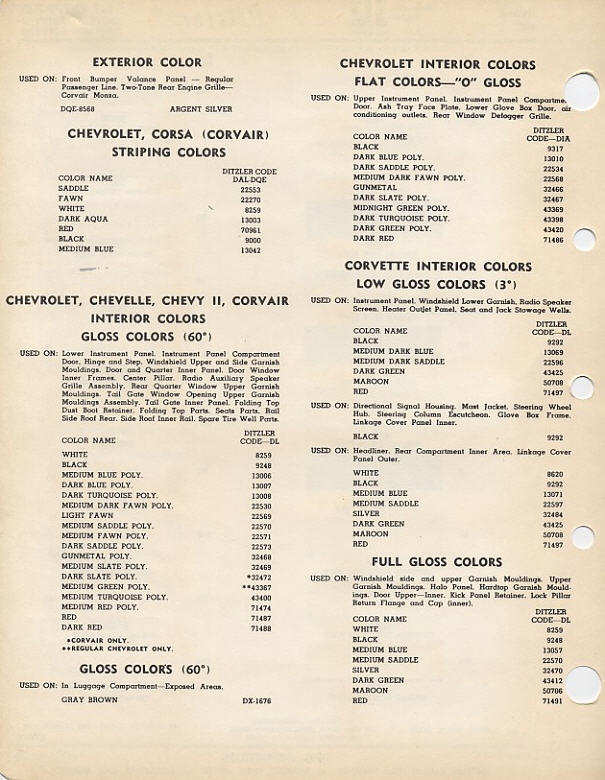 EXTERIOR COLOR
USED ON: Front Bumper Valance Panel — Regular
Passenger Line. Two-Tone Rear Engine Grille—
Corvair Monza.
DQE-8568 ARGENT SILVER
CHEVROLET, CORSA (CORVAIR)
STRIPING COLORS
DITZLER CODE
COLOR NAME DAL-DQE
SADDLE 22553
FAWN 22270
WHITE 8259
DARK AQUA 13003
RED 70961
BLACK 9000
MEDIUM BLUE 13042
CHEVROLET, CHEVELLE, CHEVY II, CORVAIR
INTERIOR COLORS
GLOSS COLORS (60°)
USED ON: Lower Instrument Panel. Instrument Panel Compartment
Door. Hinge and Step. Windshield Upper and Side Garnish
Mouldings. Door and Quarter Inner Panel. Door Window
Inner Frames. Center Pillar. Radio Auxiliary Speaker
Grille Assembly. Rear Quarter Window Upper Garnish
Mouldings. Tail Gate Window Opening Upper Garnish
Mouldings Assembly. Tail Gate Inner Panel. Folding Top
Dust Boot Retainer. Folding Top Parts. Seats Parts. Rail
Side Roof Rear. Side Roof Inner Rail. Spare Tire Well Parts.
DITZLER
COLOR NAME CODE—DL
WHITE 8259
BLACK 9248
MEDIUM BLUE POLY. 13006
DARK BLUE POLY. 13007
DARK TURQUOISE POLY. 13008
MEDIUM DARK FAWN POLY. 22530
LIGHT FAWN 22569
MEDIUM SADDLE POLY. 22570
MEDIUM FAWN POLY. 22571
DARK SADDLE POLY. 22573
GUNMETAL POLY. 32468
MEDIUM SLATE POLY. 32469
DARK SLATE POLY. *32472
MEDIUM GREEN POLY. **43367
MEDIUM TURQUOISE POLY. 43400
MEDIUM RED POLY. 71474
RED 71487
DARK RED 71488
*CORVAIR ONLY.
**REGULAR CHEVROLET ONLY.
GLOSS COLORS (60°)
USED ON: In Luggage Compartment—Exposed Areas.
GRAY BROWN DX-1676
CHEVROLET INTERIOR COLORS
FLAT COLORS—"O" GLOSS
USED ON: Upper Instrument Panel. Instrument Panel Compartme
Door. Ash Tray Face Plate. Lower Glove Box Door, air
conditioning outlets. Rear Window Defogger Grille.
DITZLER
COLOR NAME CODE—DIA
BLACK 9317
DARK BLUE POLY. 13010
DARK SADDLE POLY. 22534
MEDIUM DARK FAWN POLY. 22568
GUNMETAL 32466
DARK SLATE POLY. 32467
MIDNIGHT GREEN POLY. 43369
DARK TURQUOISE POLY. 43398
DARK GREEN POLY. 43420
DARK RED 71486
CORVETTE INTERIOR COLORS
LOW GLOSS COLORS (3°)
USED ON: Instrument Panel. Windshield Lower Garnish, Radio Speaker
Screen. Heater Outlet Panel. Seat and Jack Stowage Wells.
DITZLER
COLOR NAME CODE—DL
BLACK 9292
MEDIUM DARK BLUE 13069
MEDIUM DARK SADDLE 22596
DARK GREEN 43425
MAROON 50708
RED 71497
USED ON: Directional Signal Housing. Mast Jacket, Steering Wheel
Hub. Steering Column Escutcheon. Glove Box Frame.
Linkage Cover Panel Inner.
BLACK 9292
USED ON: Headliner. Rear Compartment Inner Area. Linkage Cover
Panel Outer.
WHITE 8620
BLACK 9292
MEDIUM BLUE 13071
MEDIUM SADDLE 22597
SILVER 32484
DARK GREEN 43425
MAROON 50708
RED 71497
FULL GLOSS COLORS
USED ON: Windshield side and upper Garnish Mouldings. Upper
Garnish Mouldings. Halo Panel. Hardtop Garnish Mould-
ings. Door Upper—Inner. Kick Panel Retainer. Lock Pillar
Return Flange and Cap (inner).
DITZLER
COLOR NAME CODE—DL
WHITE 8259
BLACK 9248
MEDIUM BLUE 13057
MEDIUM SADDLE 22570
SILVER 32470
DARK GREEN 43412
MAROON 50706
RED 71491